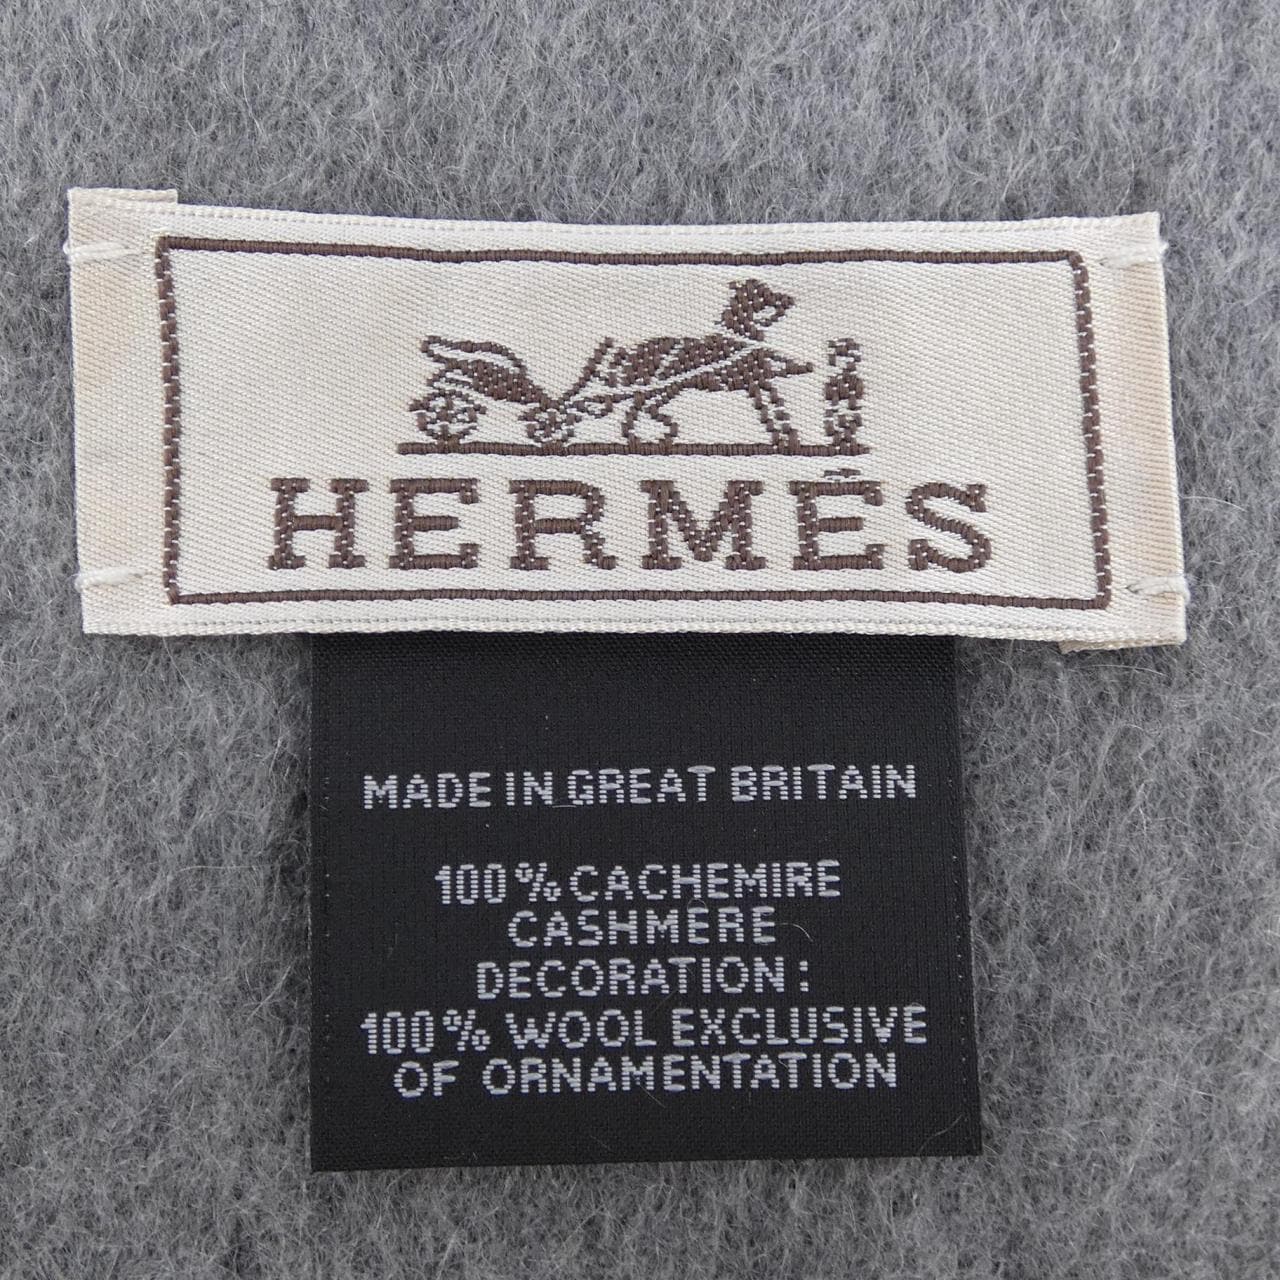 HERMÈS
MADE IN GREAT BRITAIN
100% CACHEMIRE
CASHMERE
DECORATION:
100% WOOL EXCLUSIVE
OF ORNAMENTATION